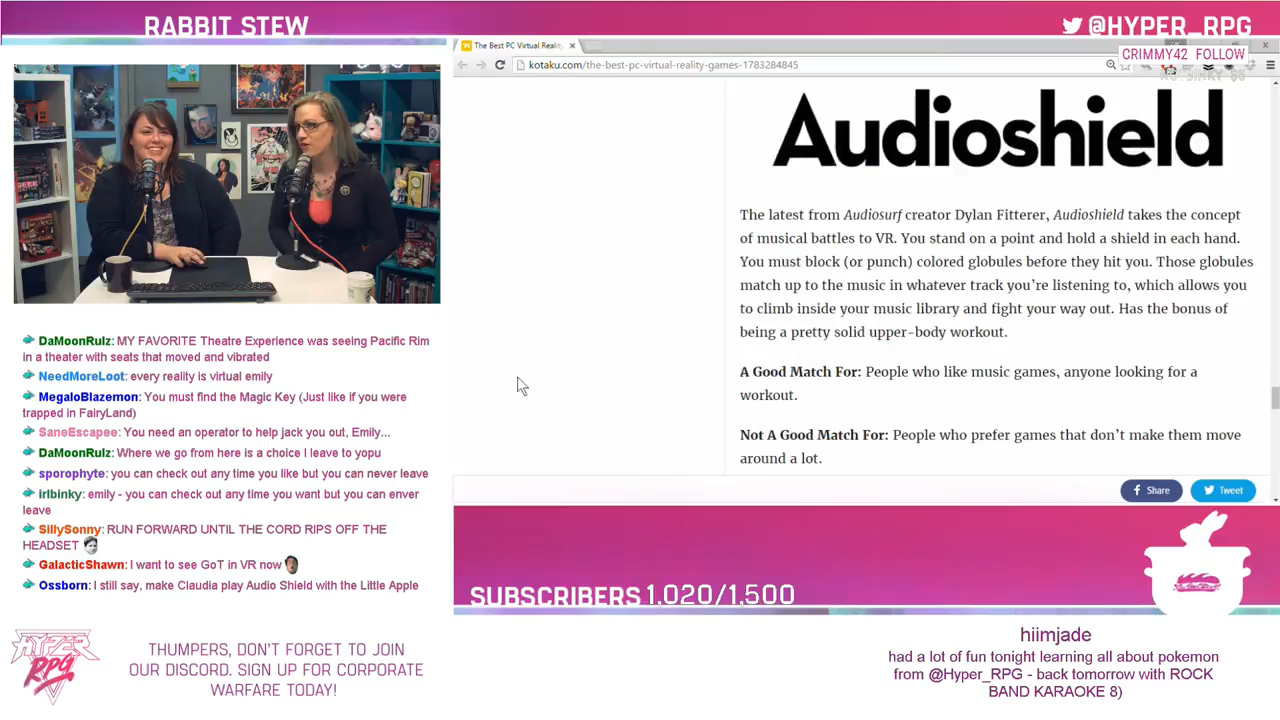 RABBIT STEW
@HYPER_RPG
The Best PC Virtual Realit
CRIMMY42 FOLLOW
kotaku.com/the-best-pc-virtual-reality-games-1783284845
Audioshield
The latest from Audiosurf creator Dylan Fitterer, Audioshield takes the concept
of musical battles to VR. You stand on a point and hold a shield in each hand.
You must block (or punch) colored globules before they hit you. Those globules
match up to the music in whatever track you're listening to, which allows you
to climb inside your music library and fight your way out. Has the bonus of
being a pretty solid upper-body workout.
A Good Match For: People who like music games, anyone looking for a
workout.
Not A Good Match For: People who prefer games that don't make them move
around a lot.
Share
Tweet
GEEK
DaMoonRulz: MY FAVORITE Theatre Experience was seeing Pacific Rim
in a theater with seats that moved and vibrated
NeedMoreLoot: every reality is virtual emily
MegaloBlazemon: You must find the Magic Key (Just like if you were
trapped in FairyLand)
SaneEscapee: You need an operator to help jack you out, Emily...
DaMoonRulz: Where we go from here is a choice I leave to yopu
sporophyte: you can check out any time you like but you can never leave
irlbinky: emily - you can check out any time you want but you can enver
leave
SillySonny: RUN FORWARD UNTIL THE CORD RIPS OFF THE
HEADSET
GalacticShawn: I want to see GoT in VR now
Ossborn: I still say, make Claudia play Audio Shield with the Little Apple
SUBSCRIBERS 1,020/1,500
HYPER
RPG
THUMPERS, DON'T FORGET TO JOIN
OUR DISCORD. SIGN UP FOR CORPORATE
WARFARE TODAY!
hiimjade
had a lot of fun tonight learning all about pokemon
from @Hyper_RPG - back tomorrow with ROCK
BAND KARAOKE 8)